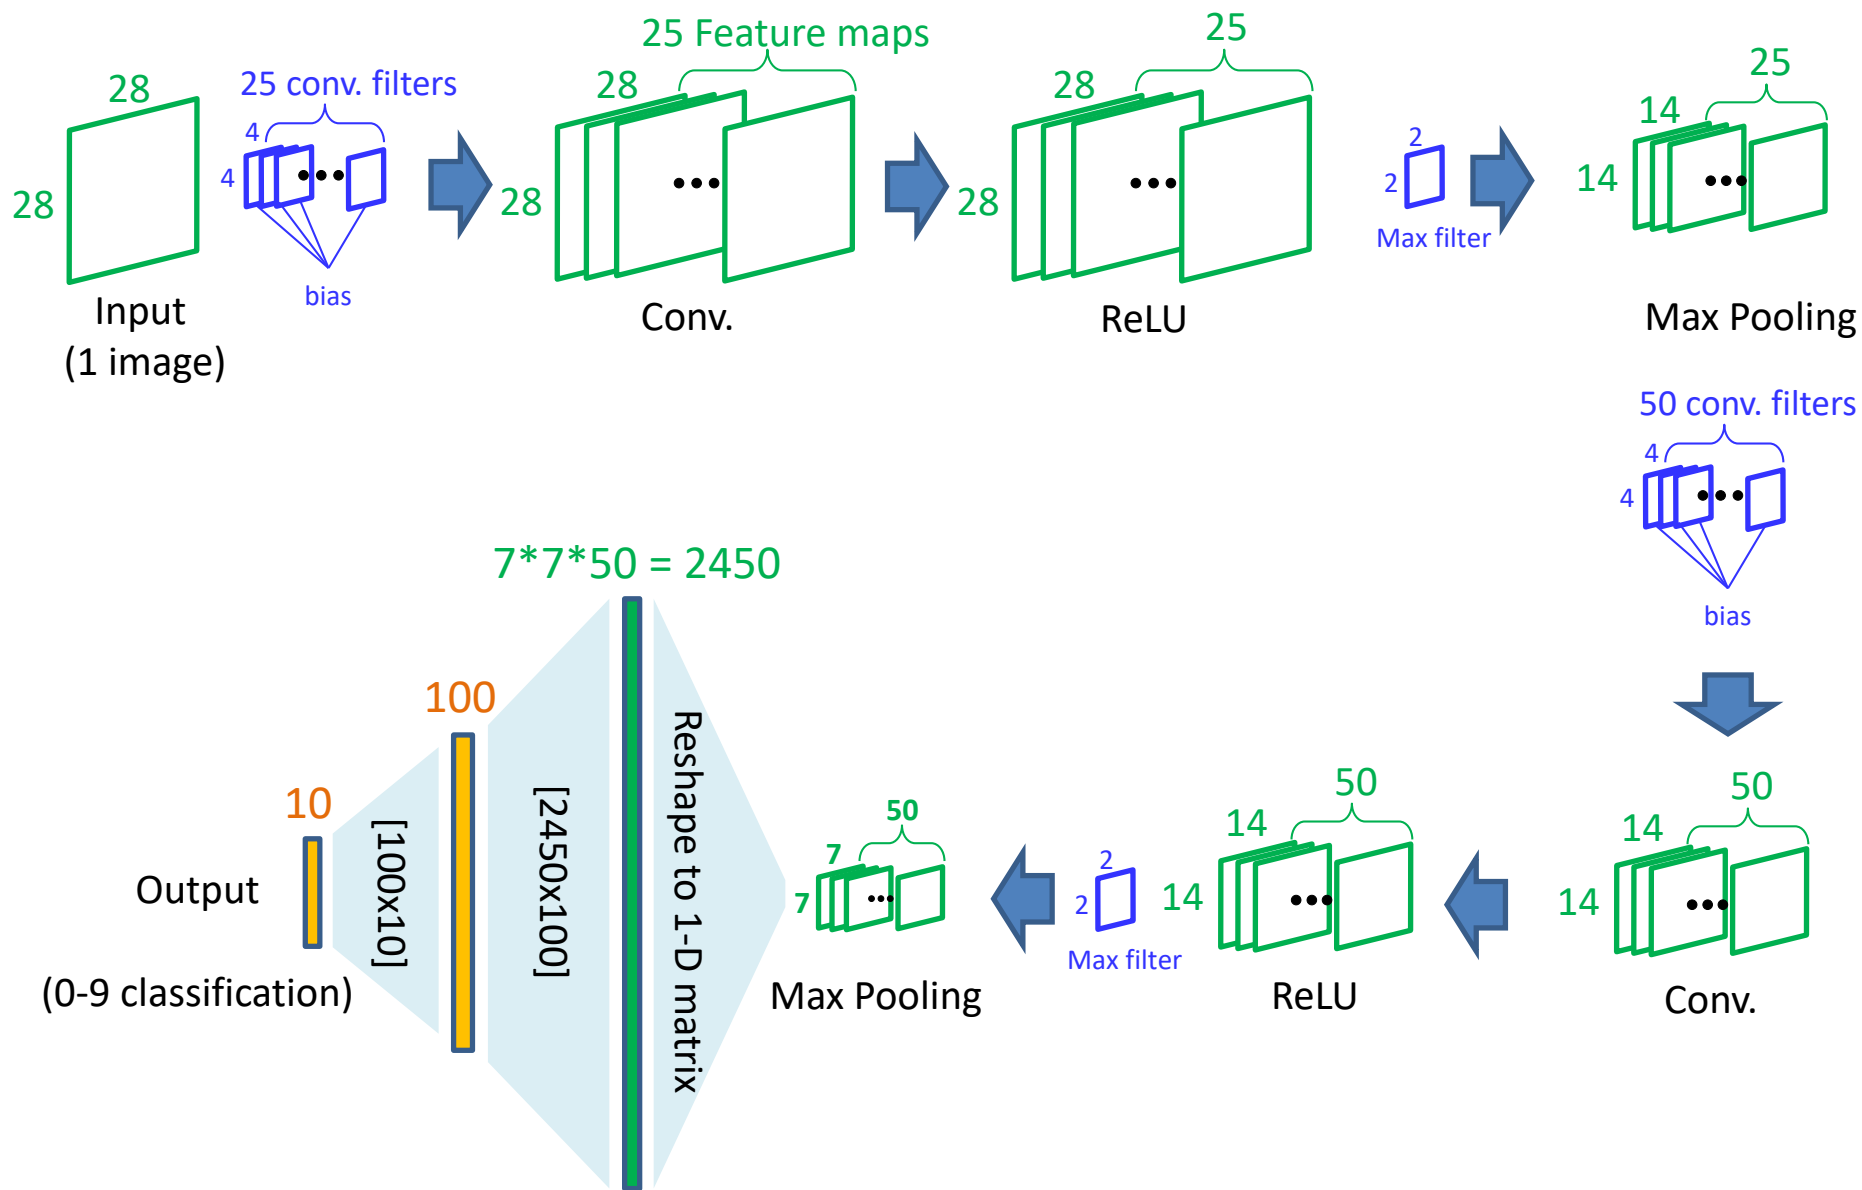 28
28
Input
(1 image)
25 conv. filters
4
4
bias
25 Feature maps
28
28
Conv.
25
28
28
ReLU
2
2
Max filter
25
14
14
Max Pooling
50 conv. filters
4
4
bias
50
14
14
Conv.
50
14
14
ReLU
2
2
Max filter
50
7
7
Max Pooling
Reshape to 1-D matrix
7*7*50 = 2450
[2450x100]
100
[100x10]
10
Output
(0-9 classification)